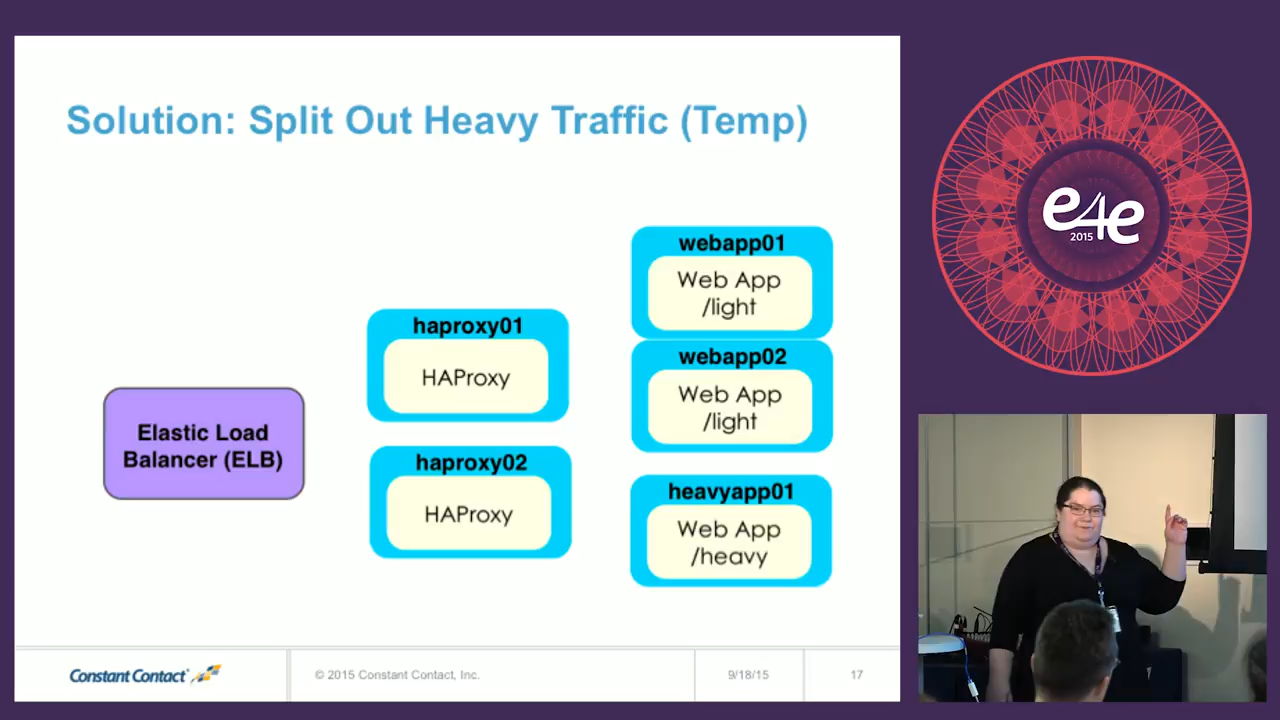 Solution: Split Out Heavy Traffic (Temp)
webapp01
Web App
/light
haproxy01
HAProxy
webapp02
Web App
/light
Elastic Load
Balancer (ELB)
haproxy02
HAProxy
heavyapp01
Web App
/heavy
Constant Contact
© 2015 Constant Contact, Inc.
9/18/15
17
e4e
2015